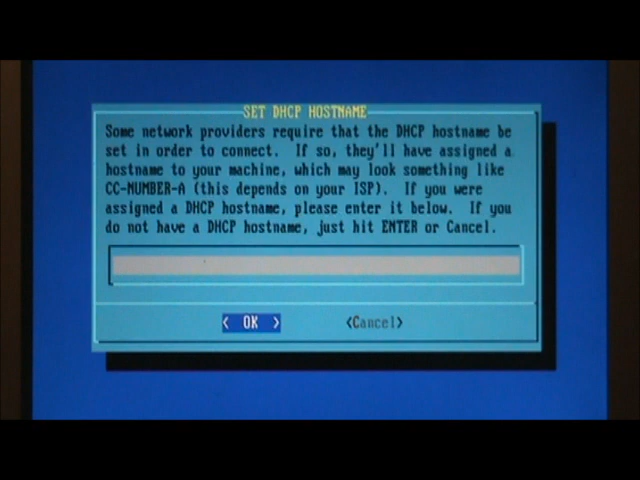 SET DHCP HOSTNAME
Some network providers require that the DHCP hostname be
set in order to connect.  If so, they'll have assigned a
hostname to your machine, which may look something like
CC-NUMBER-A (this depends on your ISP).  If you were
assigned a DHCP hostname, please enter it below.  If you
do not have a DHCP hostname, just hit ENTER or Cancel.
< OK > <Cancel>